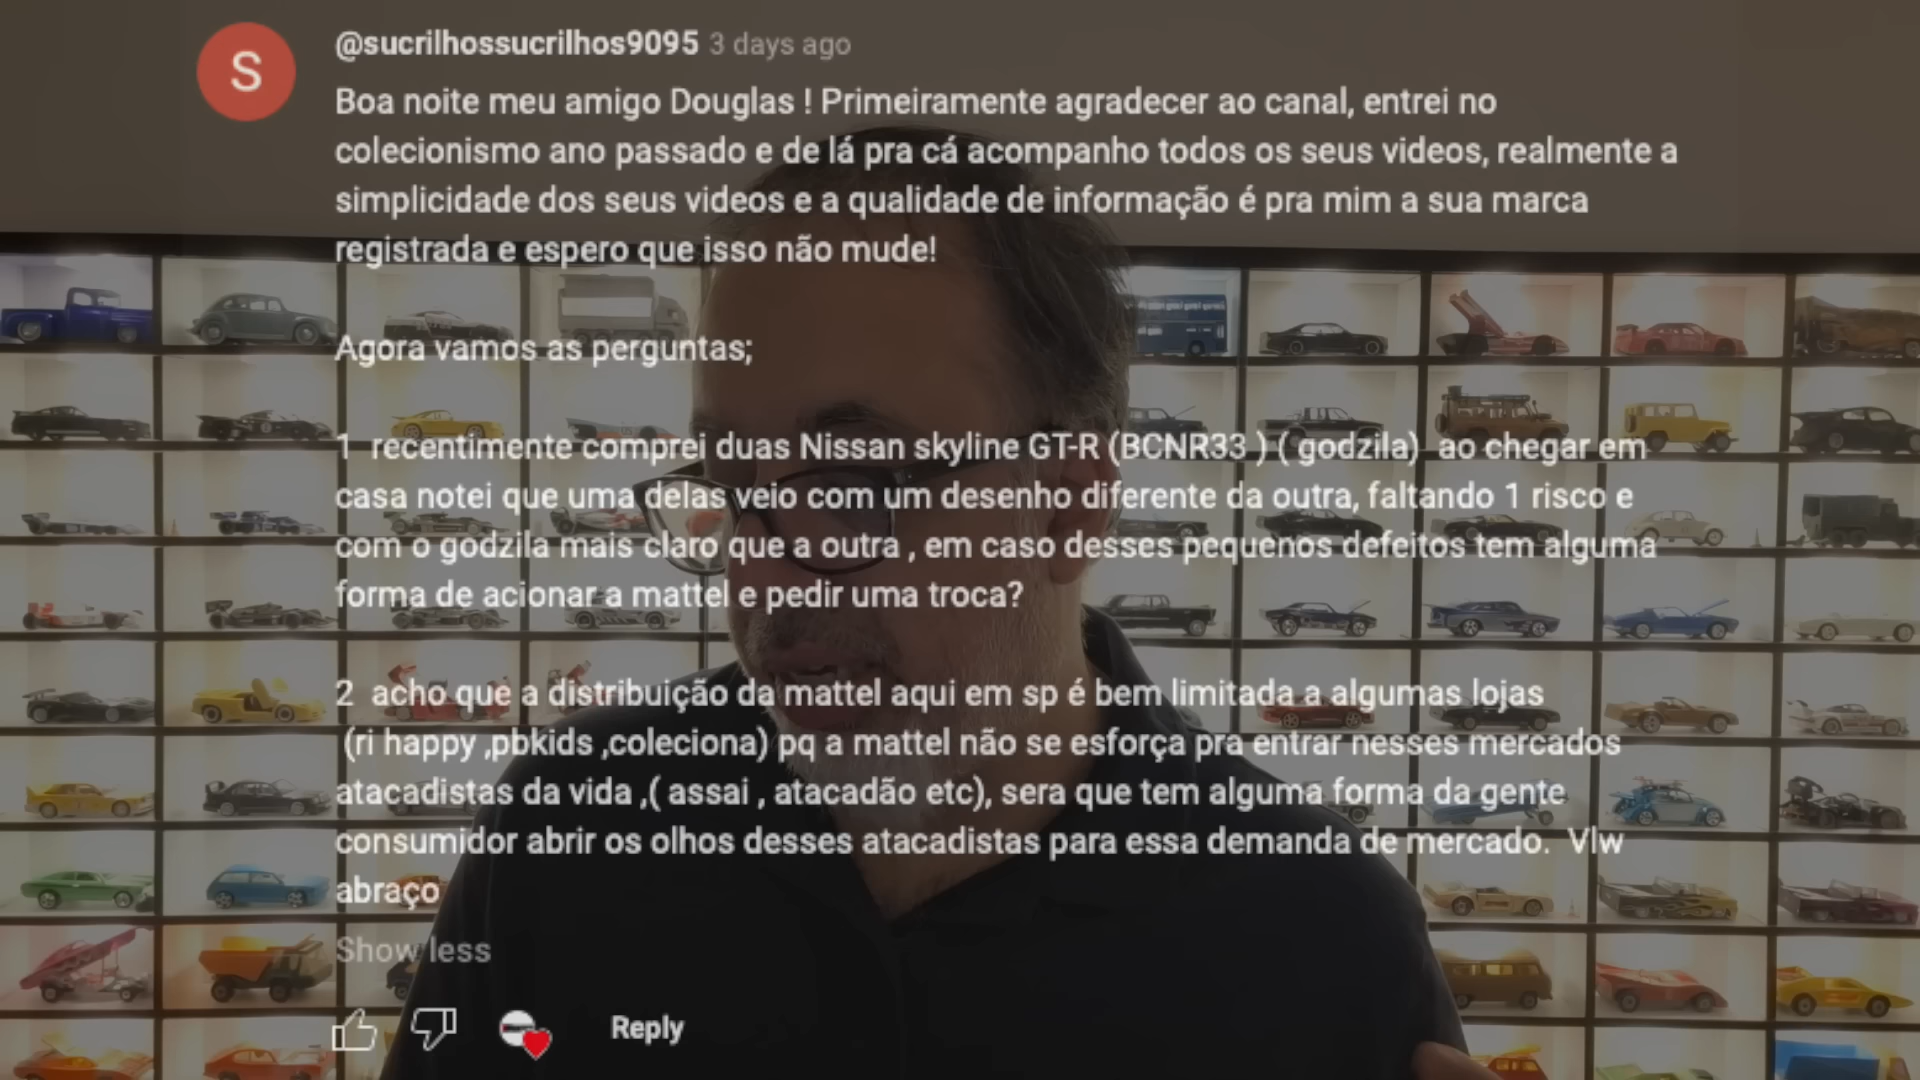 S
@sucrilhossucrilhos9095 3 days ago
Boa noite meu amigo Douglas ! Primeiramente agradecer ao canal, entrei no
colecionismo ano passado e de lá pra cá acompanho todos os seus videos, realmente a
simplicidade dos seus videos e a qualidade de informação é pra mim a sua marca
registrada e espero que isso não mude!
Agora vamos as perguntas;
1 recentimente comprei duas Nissan skyline GT-R (BCNR33 ) ( godzila) ao chegar em
casa notei que uma delas veio com um desenho diferente da outra, faltando 1 risco e
com o godzila mais claro que a outra , em caso desses pequenos defeitos tem alguma
forma de acionar a mattel e pedir uma troca?
2 acho que a distribuição da mattel aqui em sp é bem limitada a algumas lojas
(ri happy ,pbkids ,coleciona) pq a mattel não se esforça pra entrar nesses mercados
atacadistas da vida ,( assai , atacadão etc), sera que tem alguma forma da gente
consumidor abrir os olhos desses atacadistas para essa demanda de mercado. Vlw
abraço
Show less
Reply